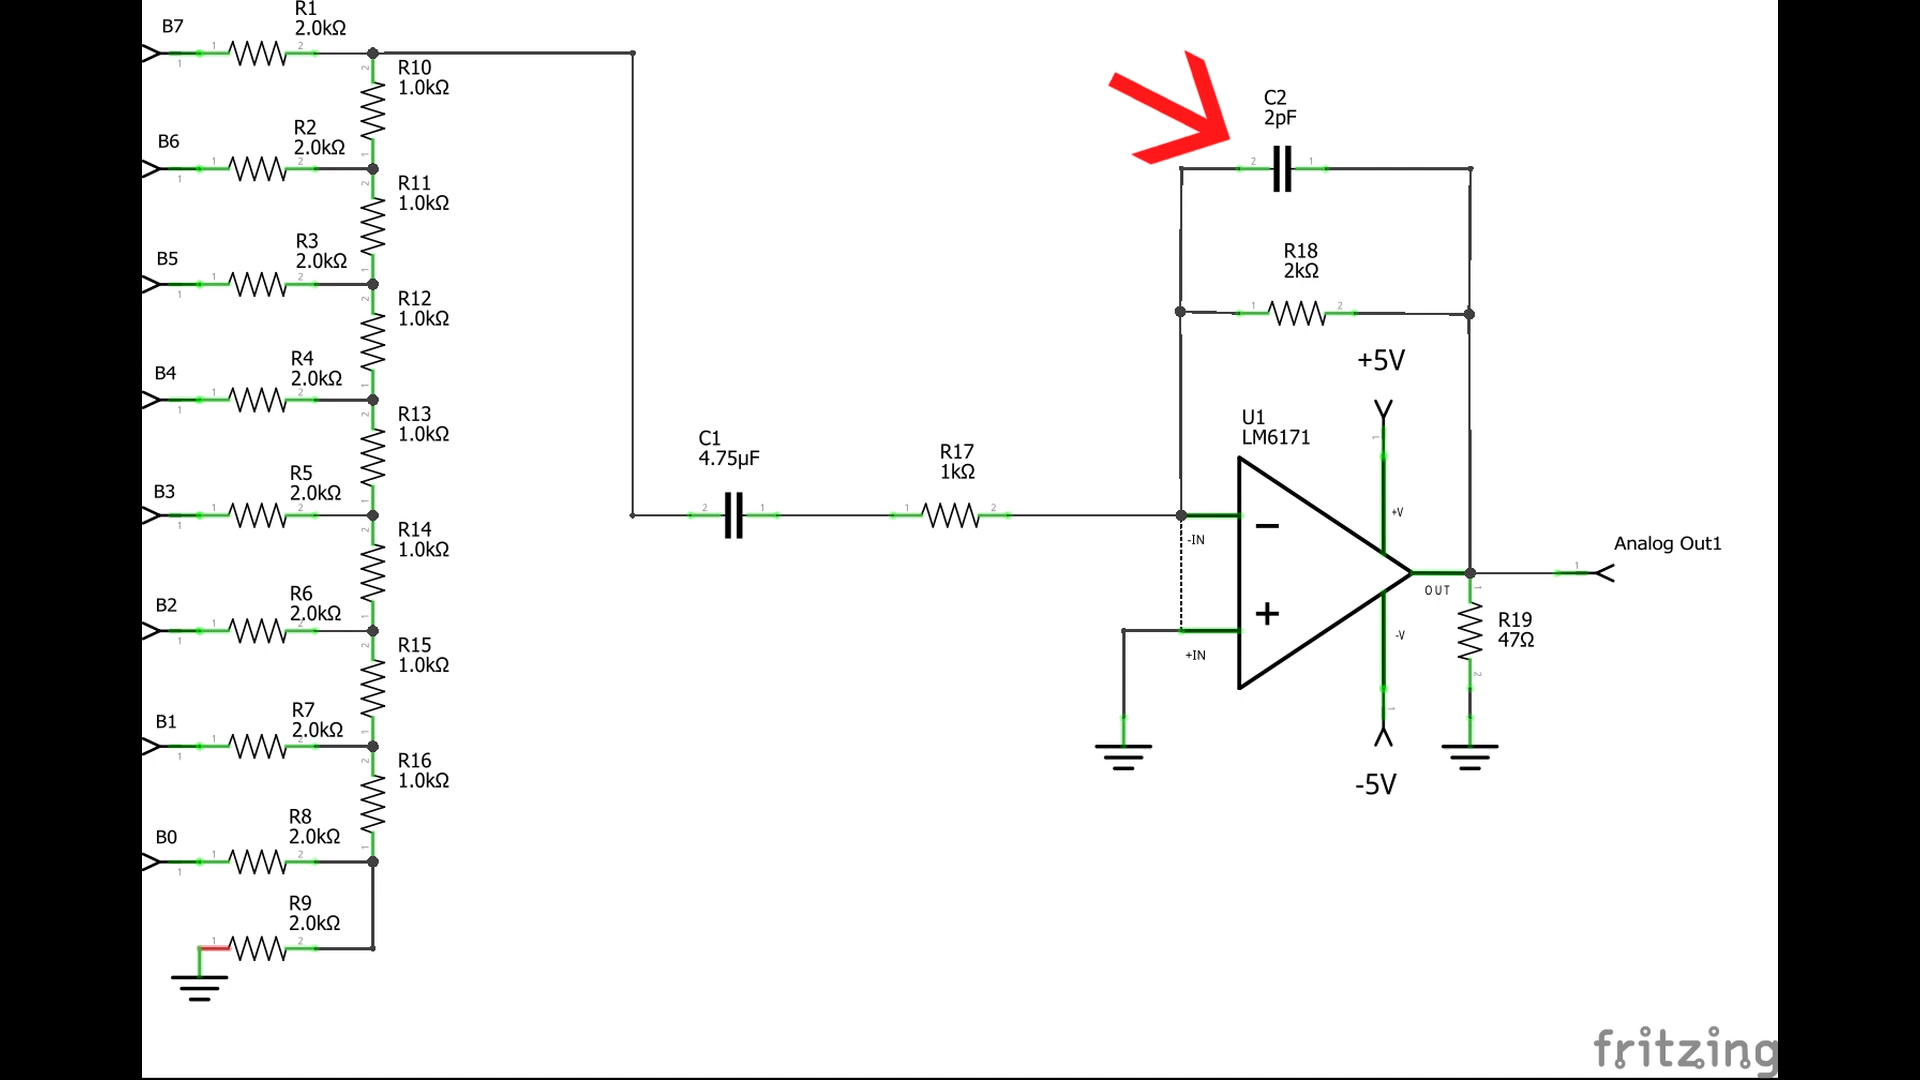 B7
R1
2.0kΩ
R10
1.0kΩ
B6
R2
2.0kΩ
R11
1.0kΩ
B5
R3
2.0kΩ
R12
1.0kΩ
B4
R4
2.0kΩ
R13
1.0kΩ
B3
R5
2.0kΩ
R14
1.0kΩ
B2
R6
2.0kΩ
R15
1.0kΩ
B1
R7
2.0kΩ
R16
1.0kΩ
B0
R8
2.0kΩ
R9
2.0kΩ
C1
4.75µF
R17
1kΩ
C2
2pF
R18
2kΩ
+5V
U1
LM6171
+V
-IN
+IN
OUT
-V
-5V
Analog Out1
R19
47Ω
fritzing